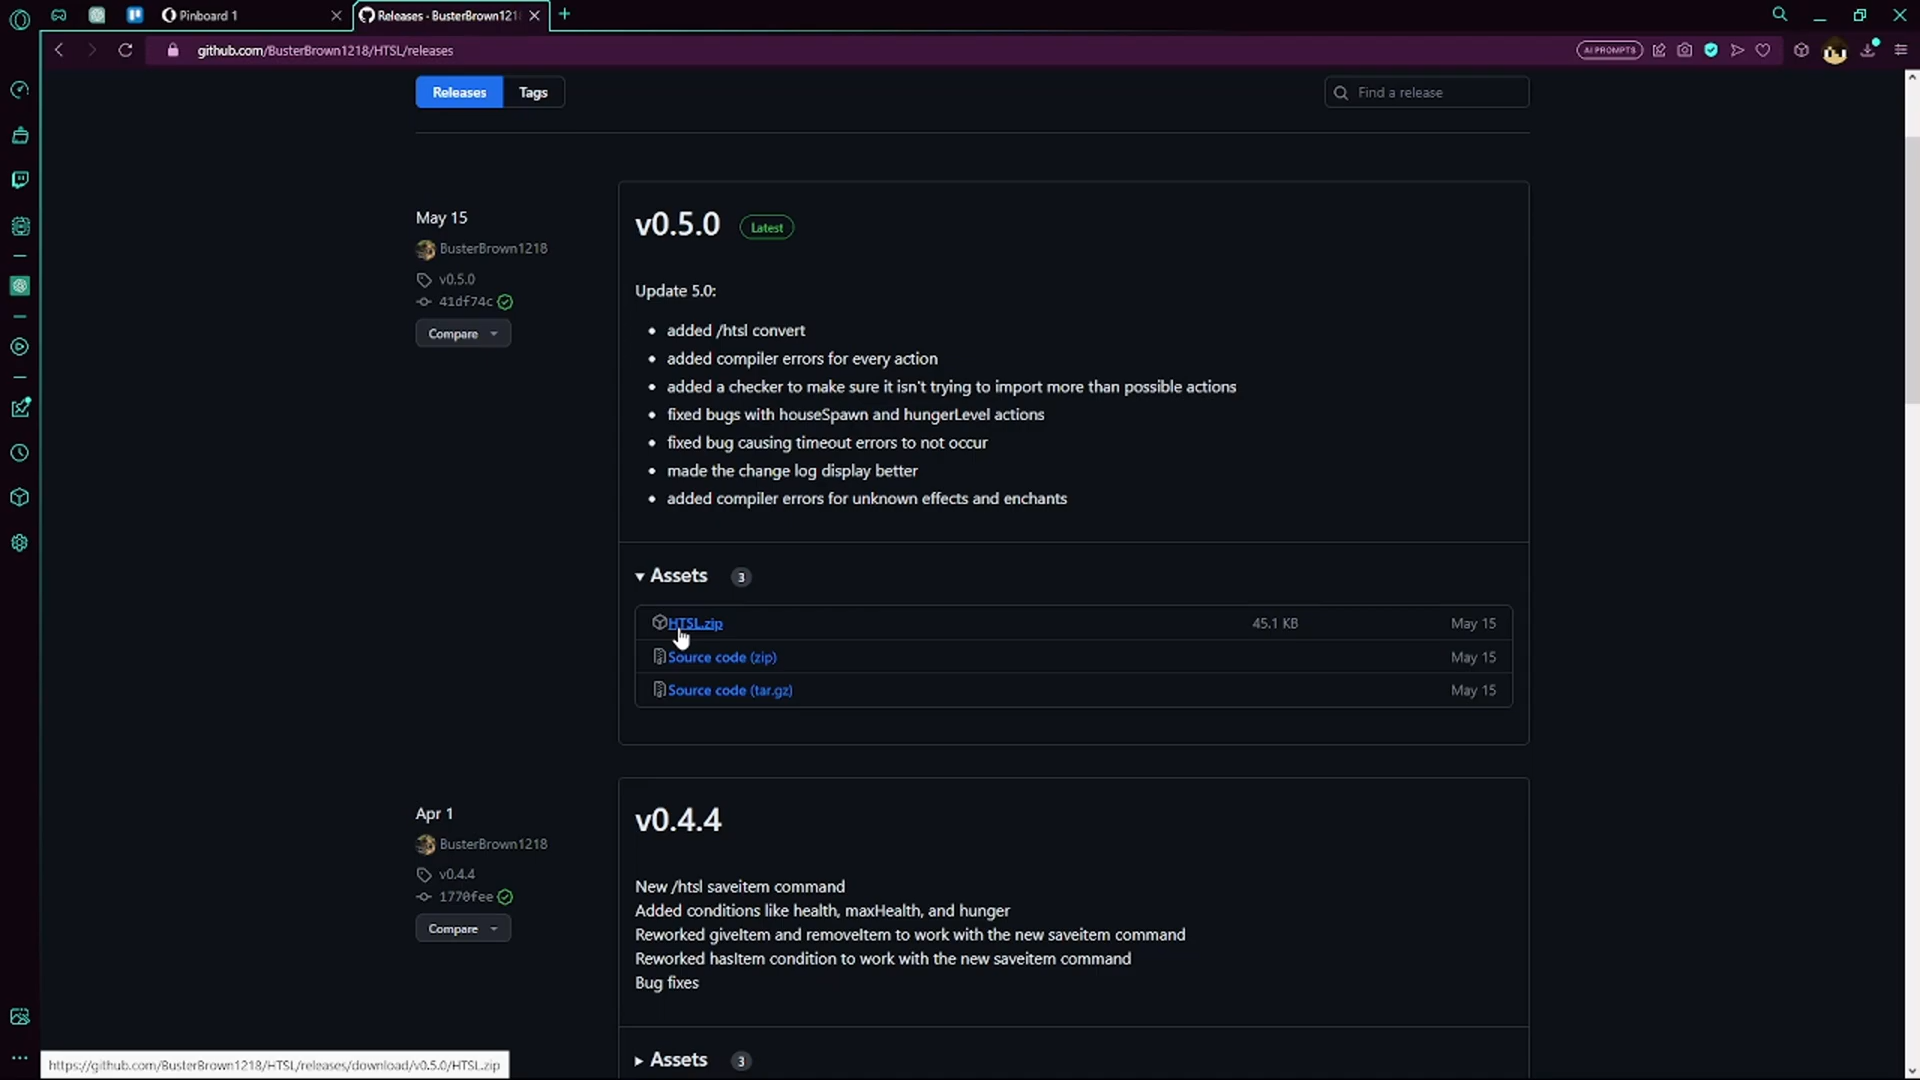 Pinboard 1
Releases · BusterBrown121
github.com/BusterBrown1218/HTSL/releases
AI PROMPTS
Releases
Tags
Find a release
May 15
BusterBrown1218
v0.5.0
41df74c
Compare
v0.5.0
Latest
Update 5.0:
• added /htsl convert
• added compiler errors for every action
• added a checker to make sure it isn't trying to import more than possible actions
• fixed bugs with houseSpawn and hungerLevel actions
• fixed bug causing timeout errors to not occur
• made the change log display better
• added compiler errors for unknown effects and enchants
Assets 3
HTSL.zip 45.1 KB May 15
Source code (zip) May 15
Source code (tar.gz) May 15
Apr 1
BusterBrown1218
v0.4.4
1770fee
Compare
v0.4.4
New /htsl saveitem command
Added conditions like health, maxHealth, and hunger
Reworked giveItem and removeItem to work with the new saveitem command
Reworked hasItem condition to work with the new saveitem command
Bug fixes
Assets 3
https://github.com/BusterBrown1218/HTSL/releases/download/v0.5.0/HTSL.zip